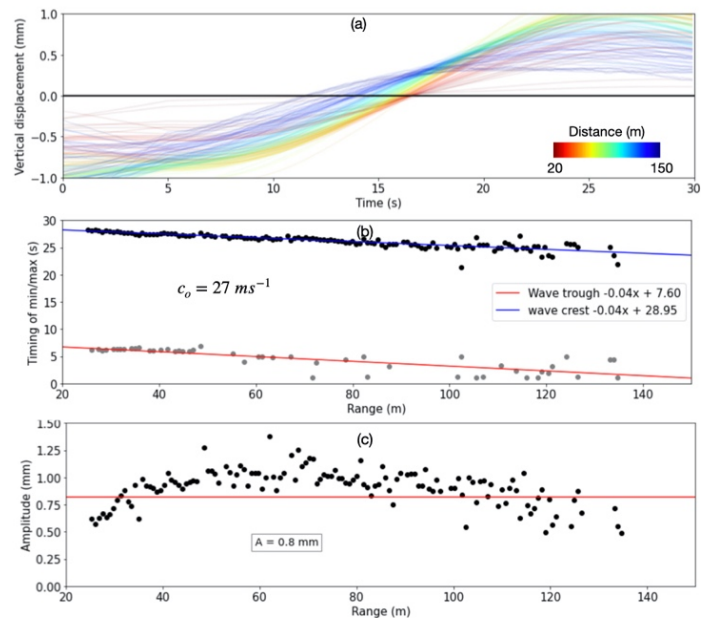 (a)
1.0
0.5
0.0
−0.5
−1.0
Vertical displacement (mm)
Distance (m)
20 150
0 5 10 15 20 25 30
Time (s)
(b)
30
25
20
15
10
5
0
Timing of min/max (s)
c_o = 27 ms⁻¹
Wave trough -0.04x + 7.60
wave crest -0.04x + 28.95
20 40 60 80 100 120 140
Range (m)
(c)
1.50
1.25
1.00
0.75
0.50
0.25
0.00
Amplitude (mm)
A = 0.8 mm
20 40 60 80 100 120 140
Range (m)